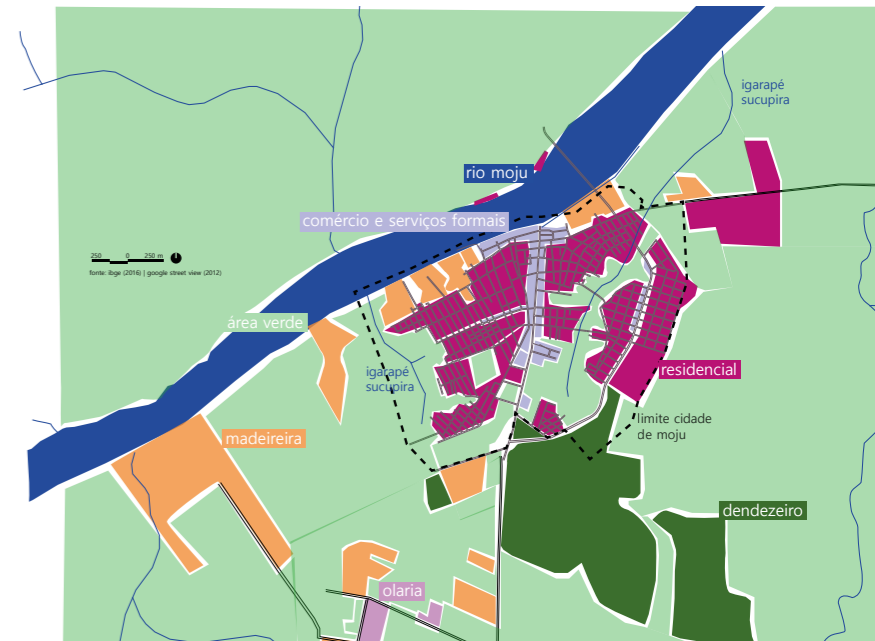 igarapé
sucupira
rio moju
comércio e serviços formais
250 0 250 m
fonte: ibge (2016) | google street view (2012)
área verde
igarapé
sucupira
residencial
limite cidade
de moju
madeireira
dendezeiro
olaria